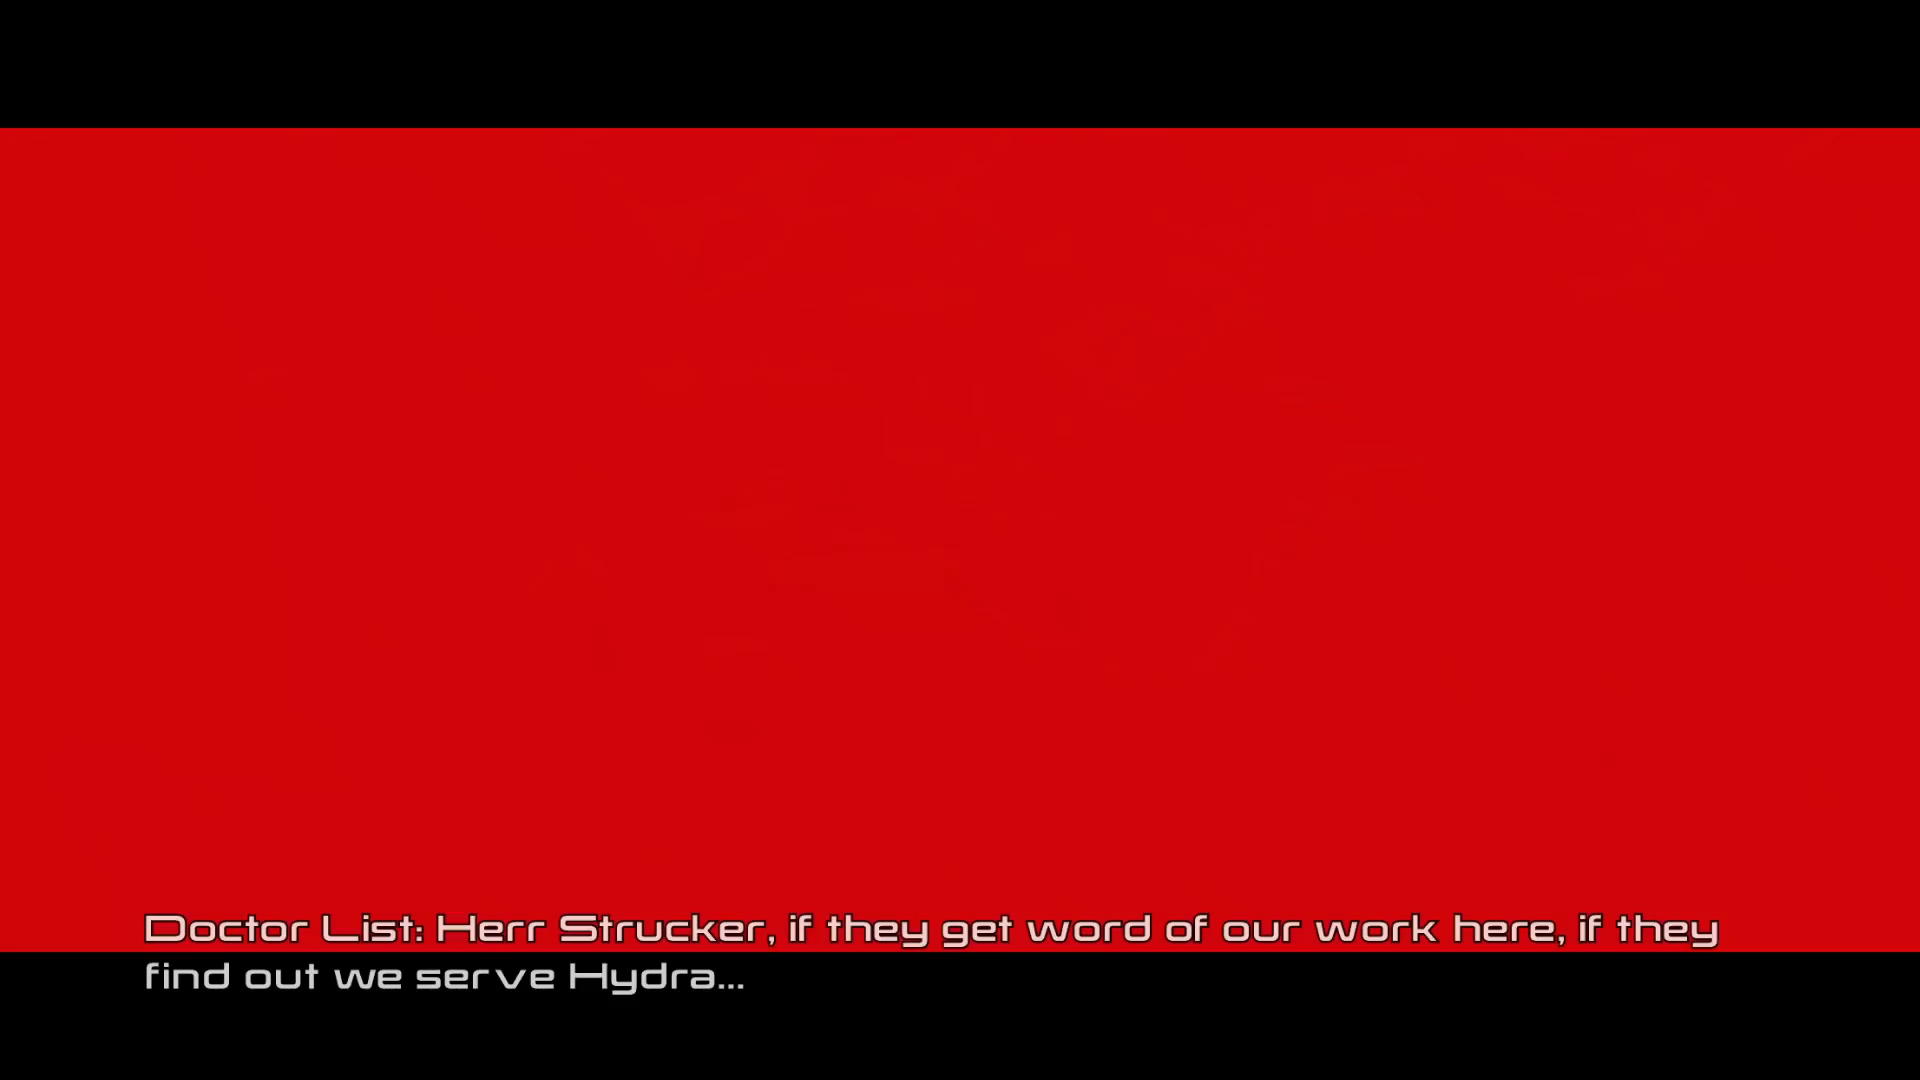 Doctor List: Herr Strucker, if they get word of our work here, if they
find out we serve Hydra...